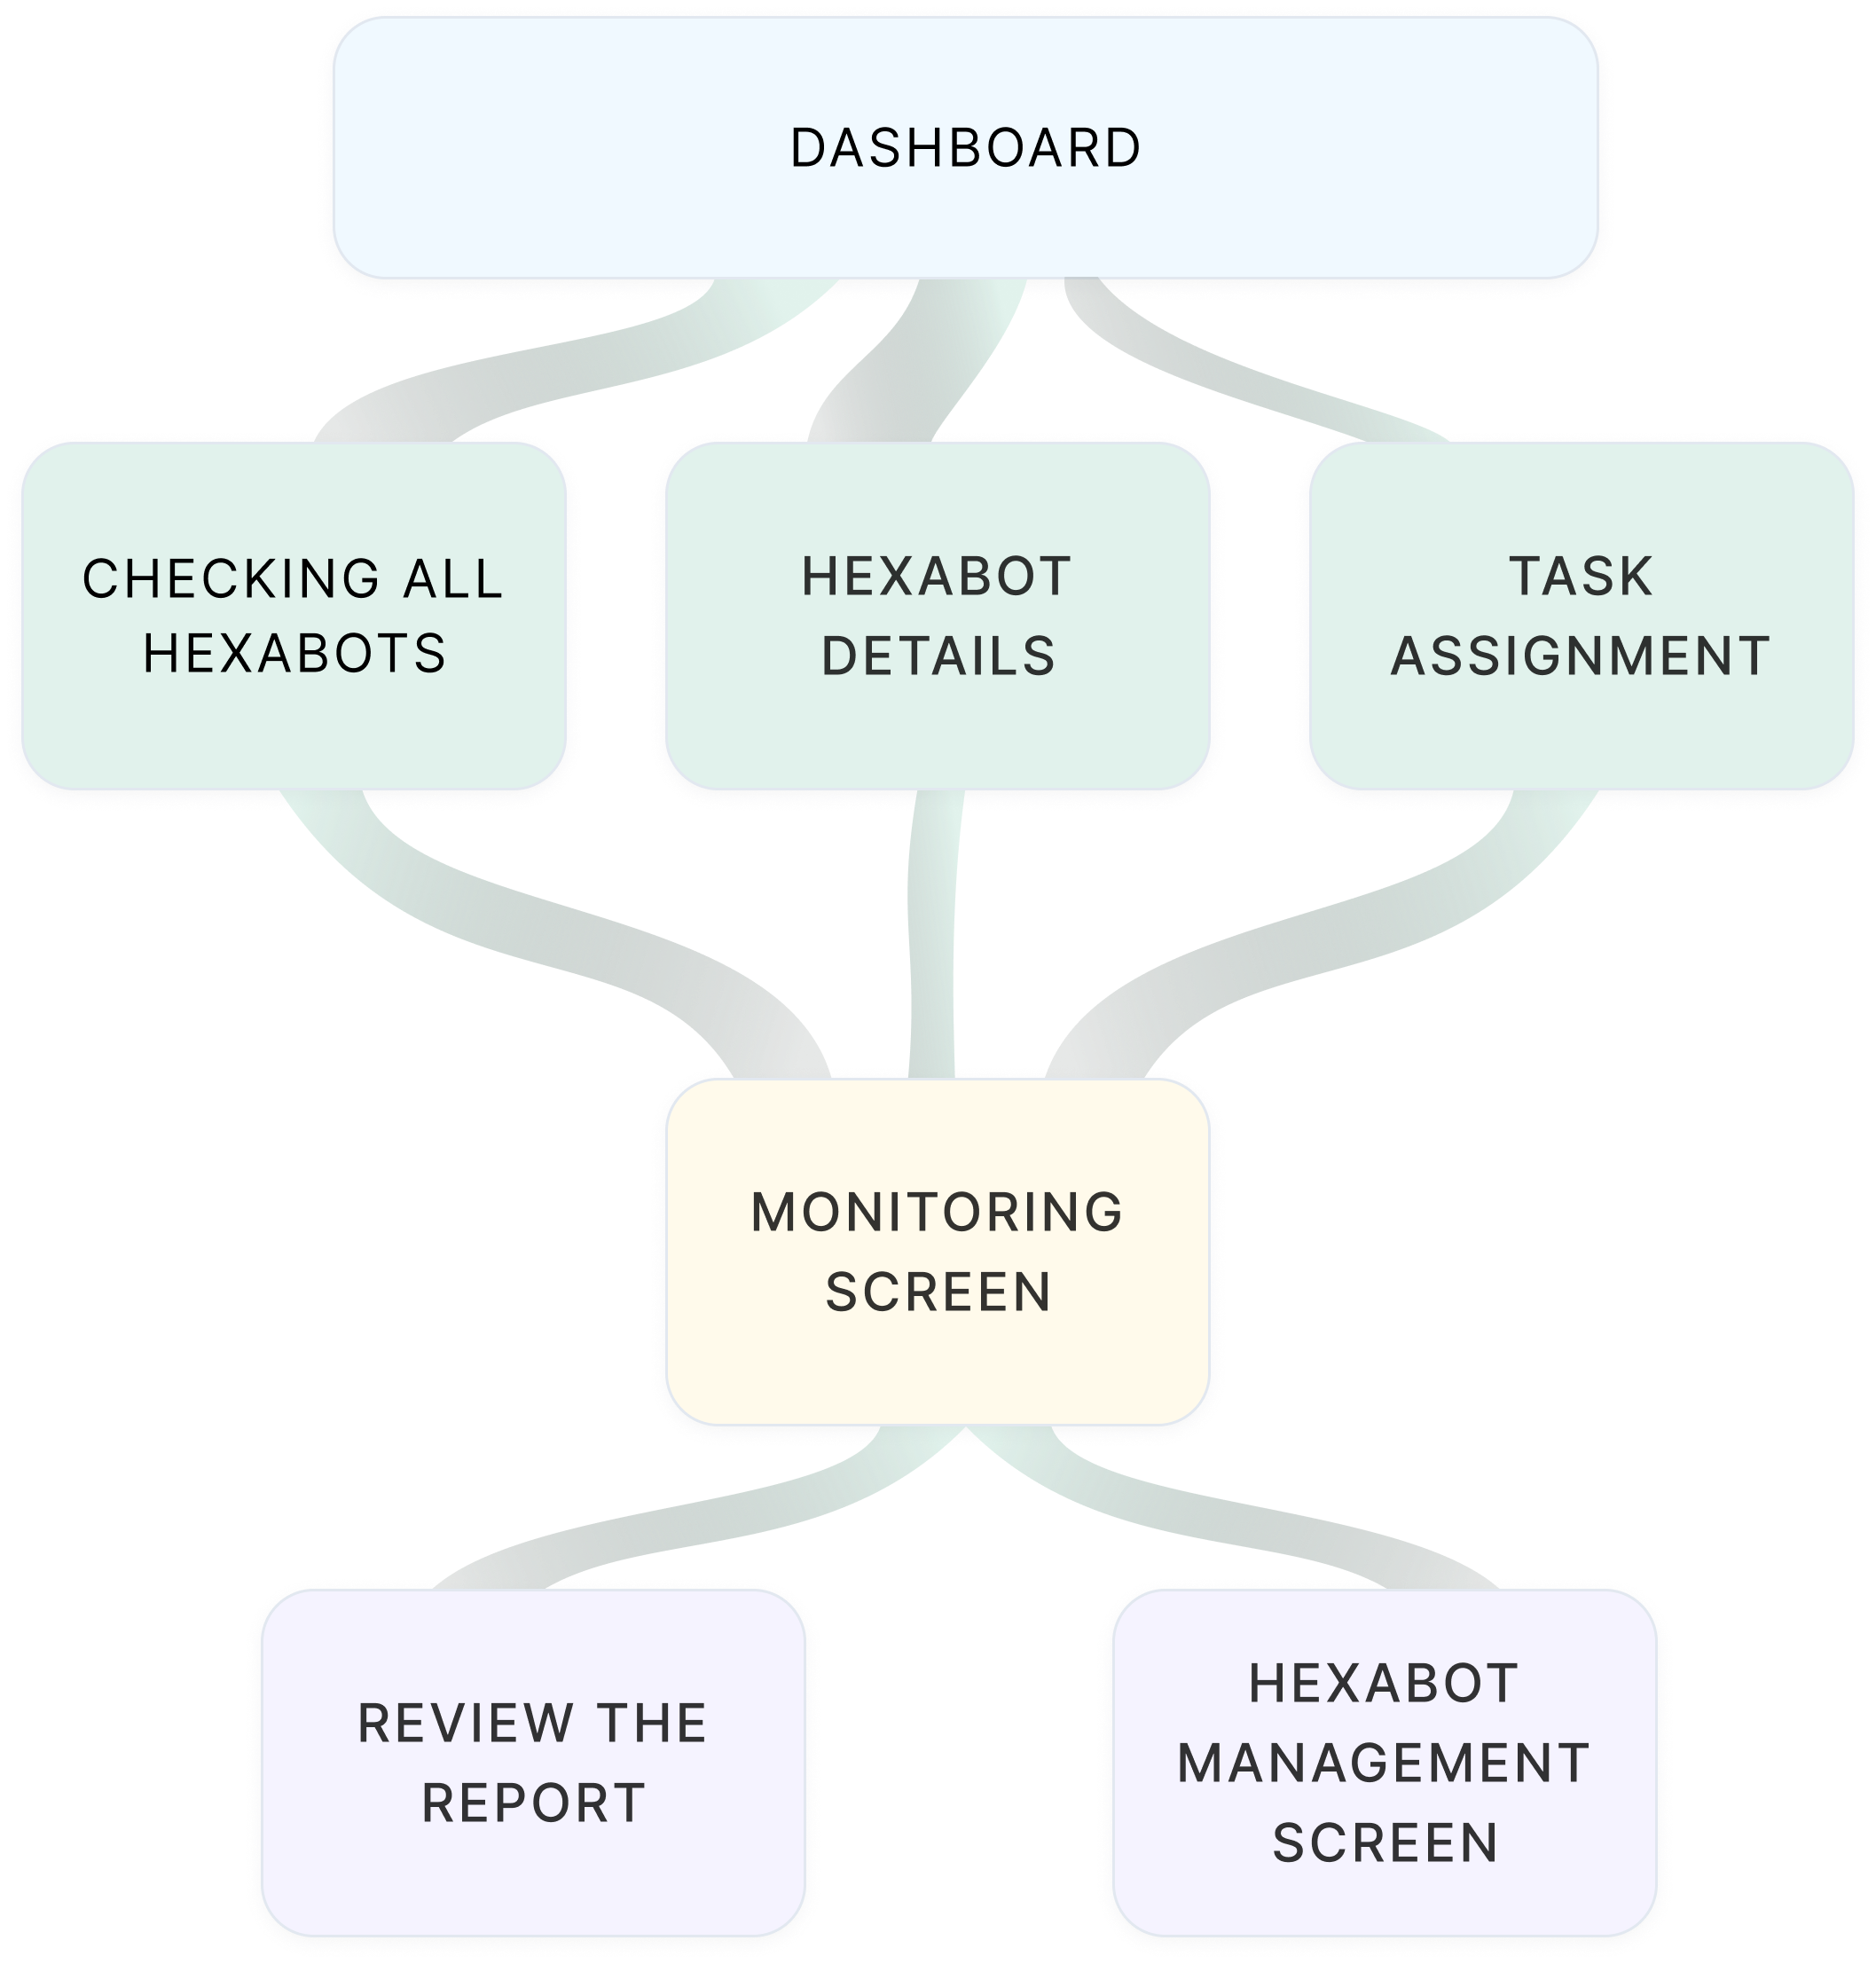 DASHBOARD
CHECKING ALL
HEXABOTS
HEXABOT
DETAILS
TASK
ASSIGNMENT
MONITORING
SCREEN
REVIEW THE
REPORT
HEXABOT
MANAGEMENT
SCREEN